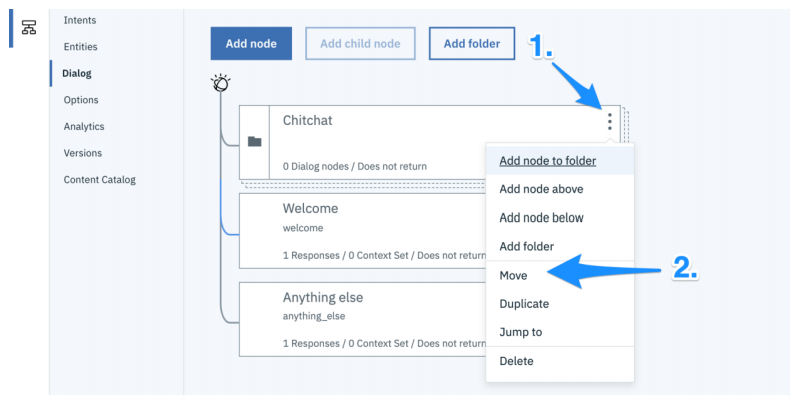 Intents
Entities
Dialog
Options
Analytics
Versions
Content Catalog
Add node
Add child node
Add folder
1.
Chitchat
0 Dialog nodes / Does not return
Welcome
welcome
1 Responses / 0 Context Set / Does not return
Anything else
anything_else
1 Responses / 0 Context Set / Does not return
Add node to folder
Add node above
Add node below
Add folder
Move
2.
Duplicate
Jump to
Delete